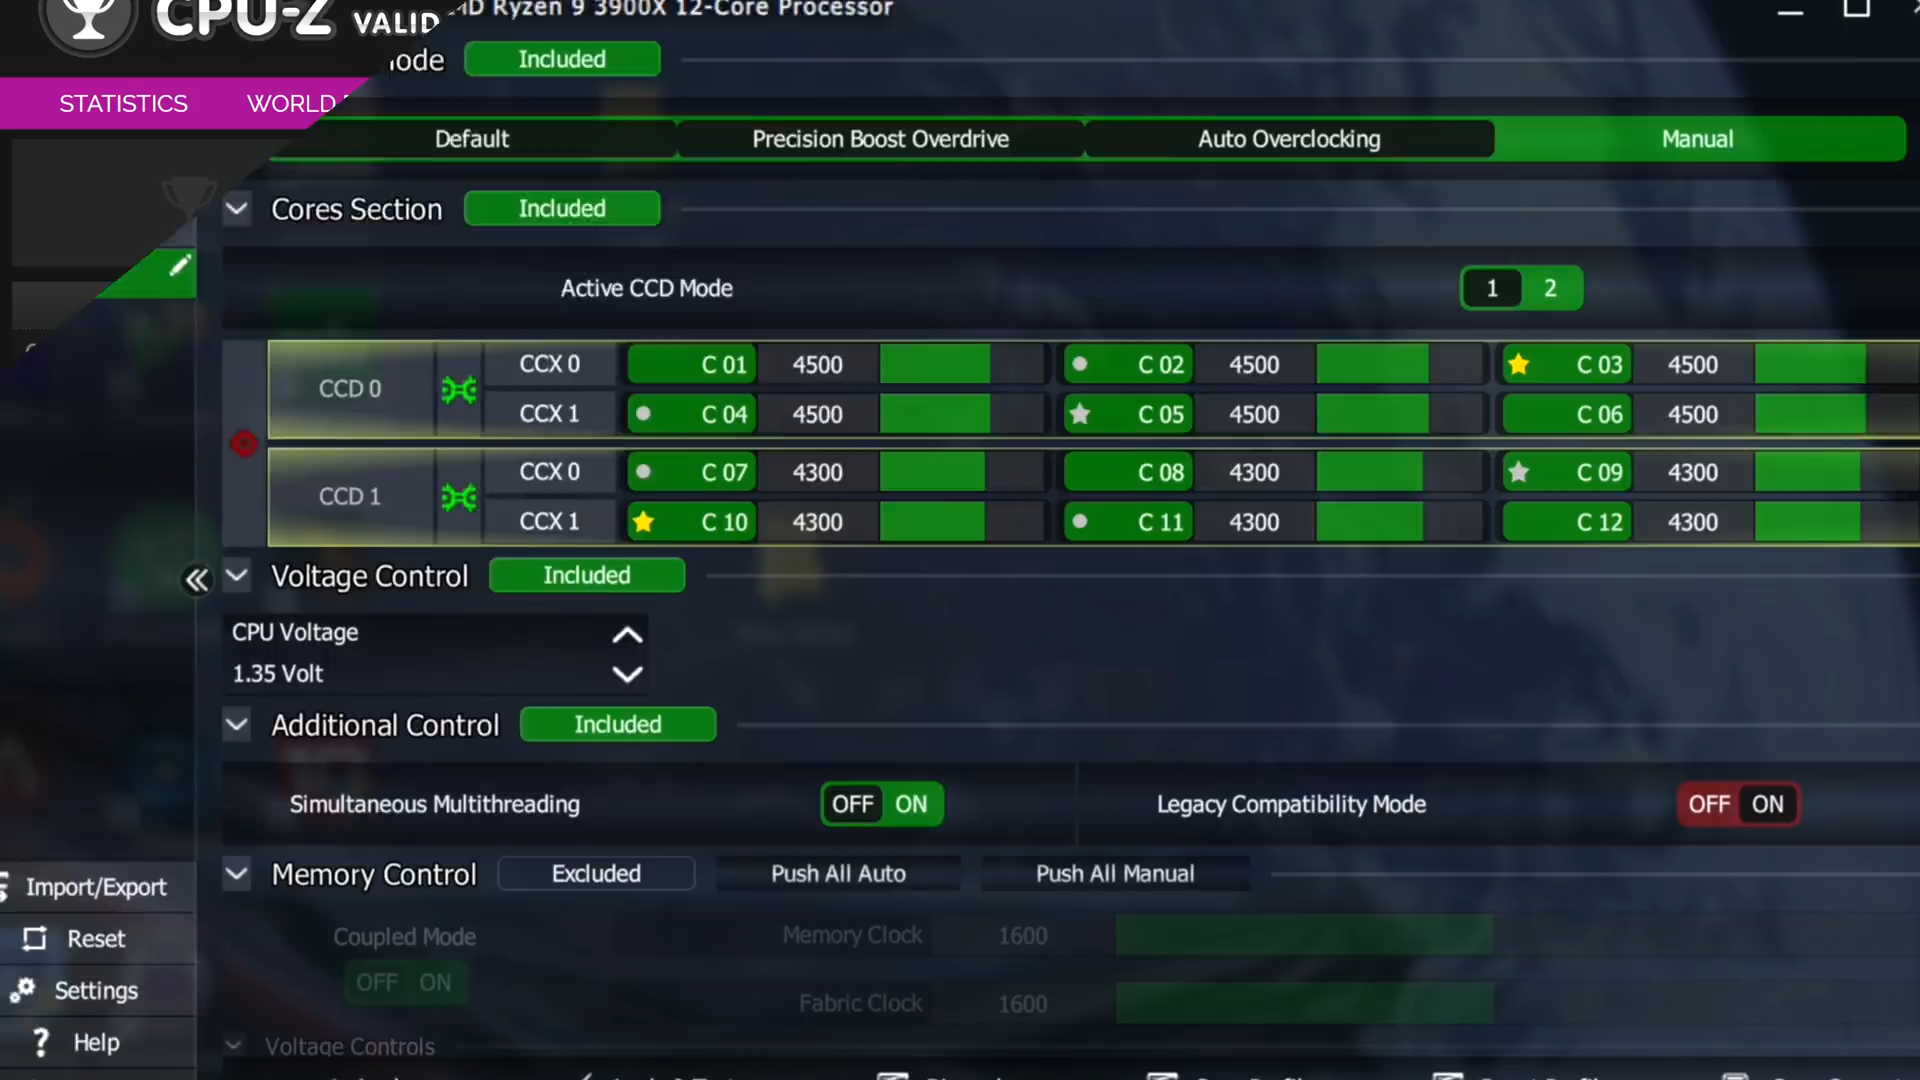 CPU-Z VALID
Ryzen 9 3900X 12-Core Processor
Included
STATISTICS WORLD
Default Precision Boost Overdrive Auto Overclocking Manual
Cores Section Included
Active CCD Mode 1 2
CCD 0
CCX 0 C 01 4500 C 02 4500 C 03 4500
CCX 1 C 04 4500 C 05 4500 C 06 4500
CCD 1
CCX 0 C 07 4300 C 08 4300 C 09 4300
CCX 1 C 10 4300 C 11 4300 C 12 4300
Voltage Control Included
CPU Voltage
1.35 Volt
Additional Control Included
Simultaneous Multithreading OFF ON Legacy Compatibility Mode OFF ON
Memory Control Excluded Push All Auto Push All Manual
Import/Export
Coupled Mode Memory Clock 1600
Reset
OFF ON
Settings
Fabric Clock 1600
Help
Voltage Controls